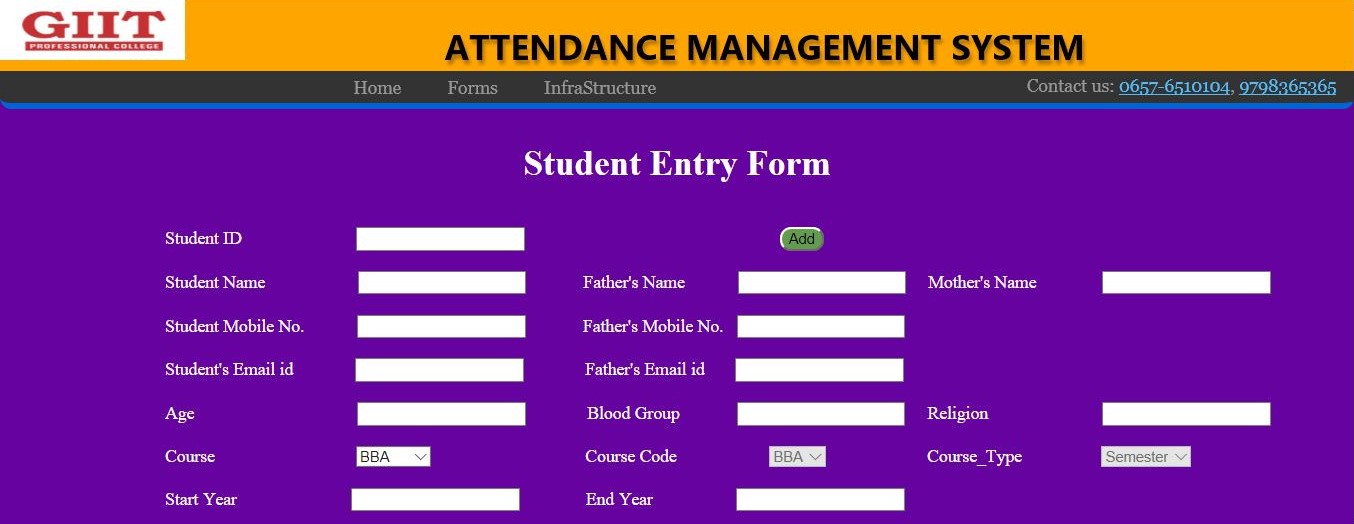 GIIT
PROFESSIONAL COLLEGE
ATTENDANCE MANAGEMENT SYSTEM
Home Forms InfraStructure Contact us: 0657-6510104, 9798365365
Student Entry Form
Student ID Add
Student Name Father's Name Mother's Name
Student Mobile No. Father's Mobile No.
Student's Email id Father's Email id
Age Blood Group Religion
Course BBA Course Code BBA Course_Type Semester
Start Year End Year